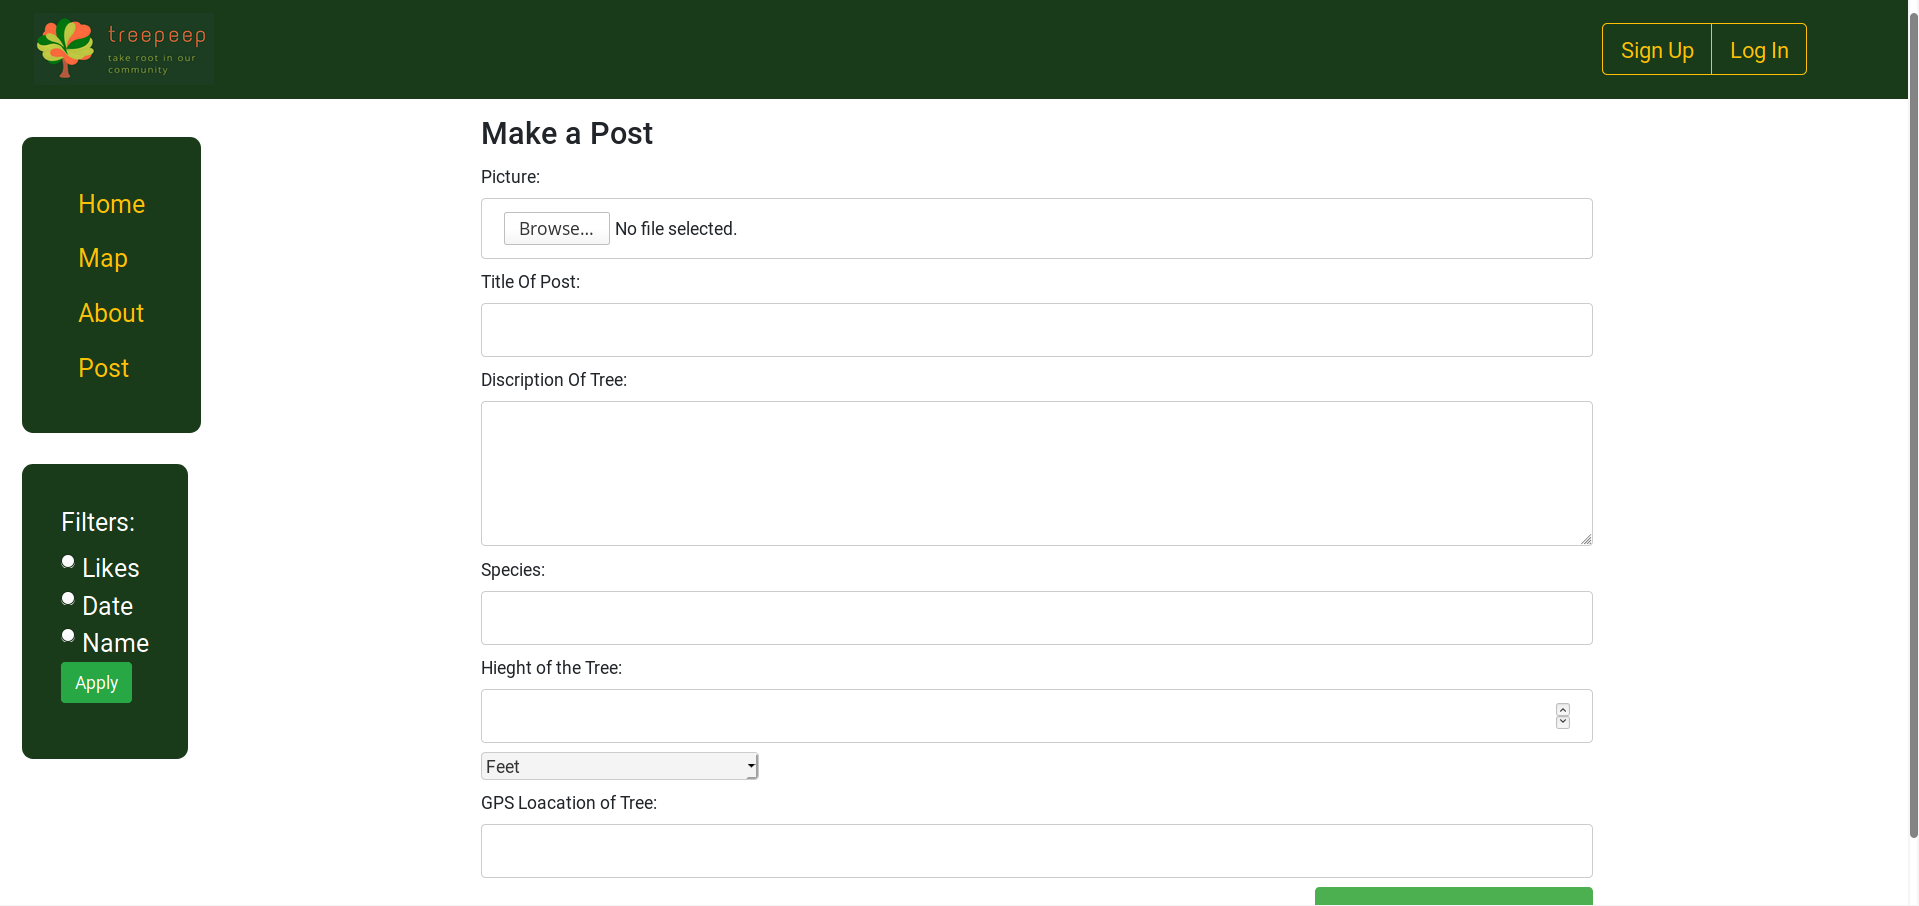 treepeep
take root in our
community
Sign Up
Log In
Home
Map
About
Post
Filters:
Likes
Date
Name
Apply
Make a Post
Picture:
Browse... No file selected.
Title Of Post:
Discription Of Tree:
Species:
Hieght of the Tree:
Feet
GPS Loacation of Tree: